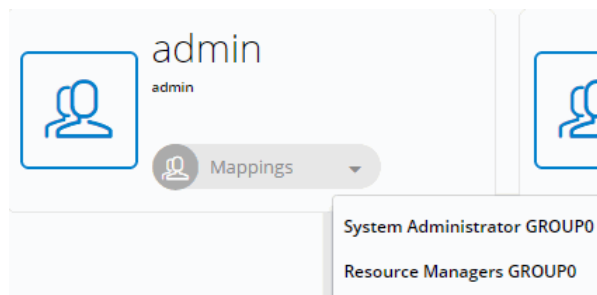 admin
admin
Mappings
System Administrator GROUP0
Resource Managers GROUP0